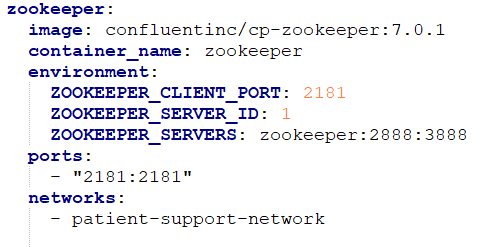 zookeeper:
  image: confluentinc/cp-zookeeper:7.0.1
  container_name: zookeeper
  environment:
    ZOOKEEPER_CLIENT_PORT: 2181
    ZOOKEEPER_SERVER_ID: 1
    ZOOKEEPER_SERVERS: zookeeper:2888:3888
  ports:
    - "2181:2181"
  networks:
    - patient-support-network